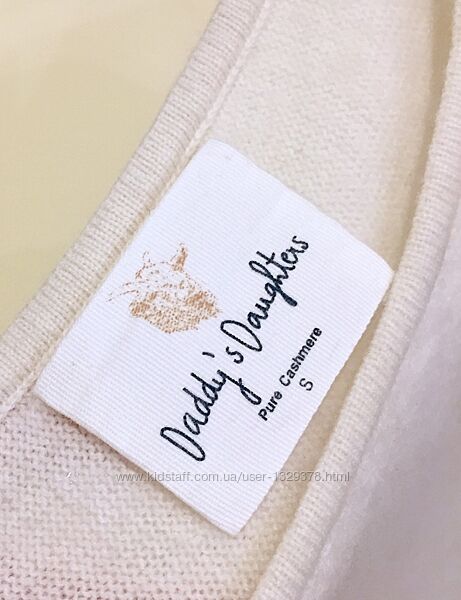 Daddy's Daughters
Pure Cashmere
S
www.kidstaff.com.ua/user-1329378.html